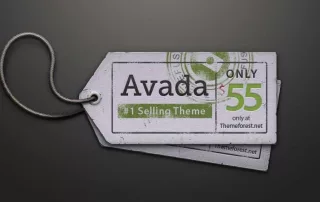 Avada
#1 Selling Theme
ONLY
$55
only at
Themeforest.net